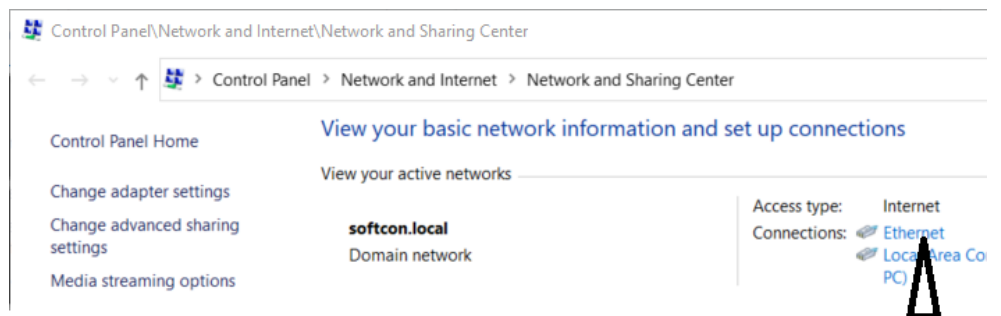 Control Panel\Network and Internet\Network and Sharing Center
Control Panel > Network and Internet > Network and Sharing Center
Control Panel Home
Change adapter settings
Change advanced sharing
settings
Media streaming options
View your basic network information and set up connections
View your active networks
softcon.local
Domain network
Access type: Internet
Connections: Ethernet
Local Area
PC)